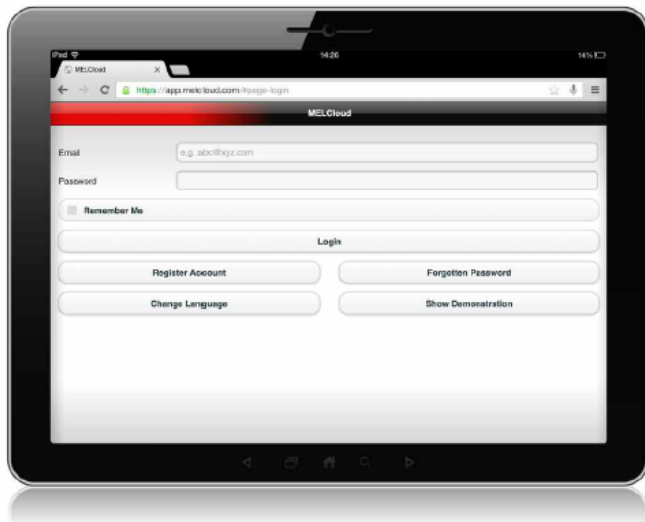 iPad 14:26 14%
MELCloud
https://app.melcloud.com/#page-login
MELCloud
Email e.g. abc@xyz.com
Password
Remember Me
Login
Register Account Forgotten Password
Change Language Show Demonstration